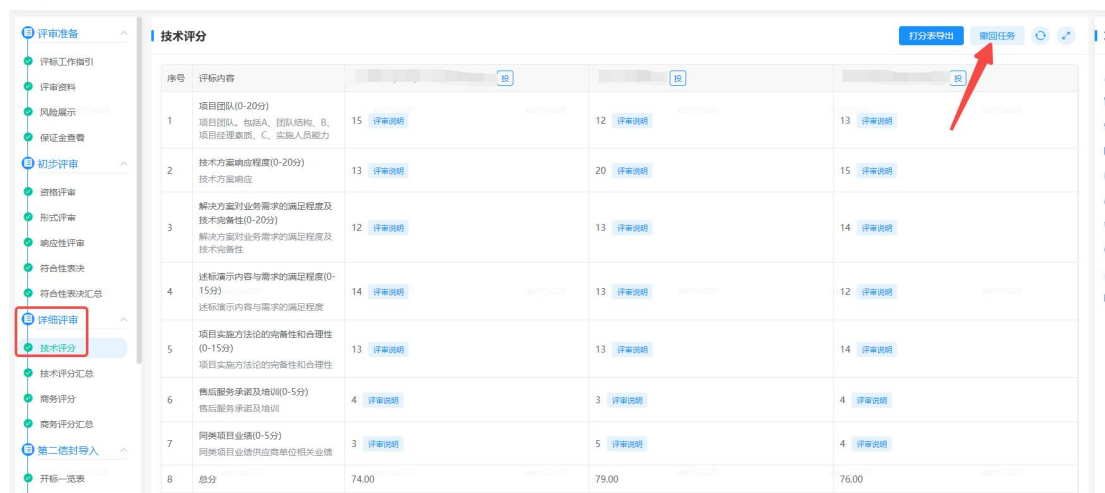 评审准备
评标工作指引
评审资料
风险展示
保证金查看
初步评审
资格评审
形式评审
响应性评审
符合性表决
符合性表决汇总
详细评审
技术评分
技术评分汇总
商务评分
商务评分汇总
第二信封导入
开标一览表
技术评分
打分表导出 撤回任务
序号 评标内容 投 投 投
项目团队(0-20分)
1 项目团队。包括A、团队结构、B、 15 评审说明 12 评审说明 13 评审说明
项目经理素质、C、实施人员能力
技术方案响应程度(0-20分)
2 13 评审说明 20 评审说明 15 评审说明
技术方案响应
解决方案对业务需求的满足程度及
技术完备性(0-20分)
3 12 评审说明 13 评审说明 14 评审说明
解决方案对业务需求的满足程度及
技术完备性
述标演示内容与需求的满足程度(0-
4 15分) 14 评审说明 13 评审说明 12 评审说明
述标演示内容与需求的满足程度
项目实施方法论的完备性和合理性
5 (0-15分) 13 评审说明 13 评审说明 14 评审说明
项目实施方法论的完备性和合理性
售后服务承诺及培训(0-5分)
6 4 评审说明 3 评审说明 4 评审说明
售后服务承诺及培训
同类项目业绩(0-5分)
7 3 评审说明 5 评审说明 4 评审说明
同类项目业绩供应商单位相关业绩
8 总分 74.00 79.00 76.00